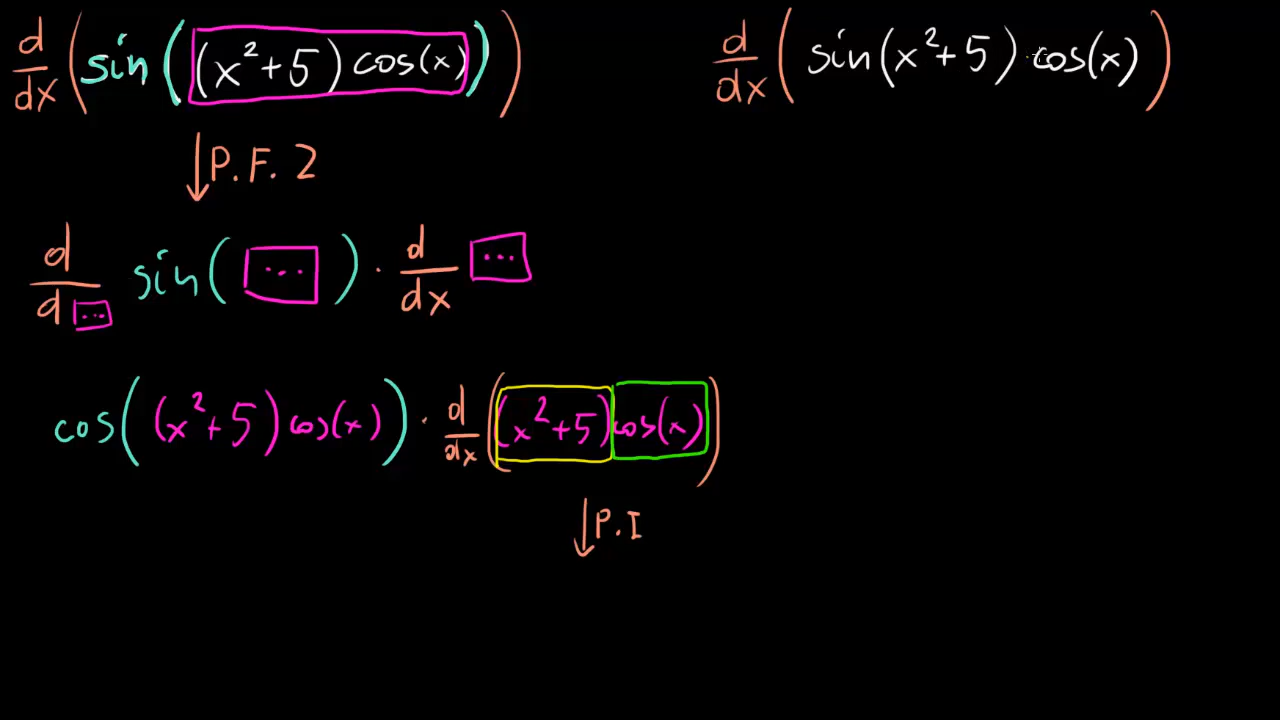 d/dx (sin((x²+5) cos(x)))
d/dx (sin(x²+5)·cos(x))
↓ P.F. 2
d/d[...] sin([...]) · d/dx [...]
cos((x²+5)cos(x)) · d/dx ((x²+5)cos(x))
↓ P.I